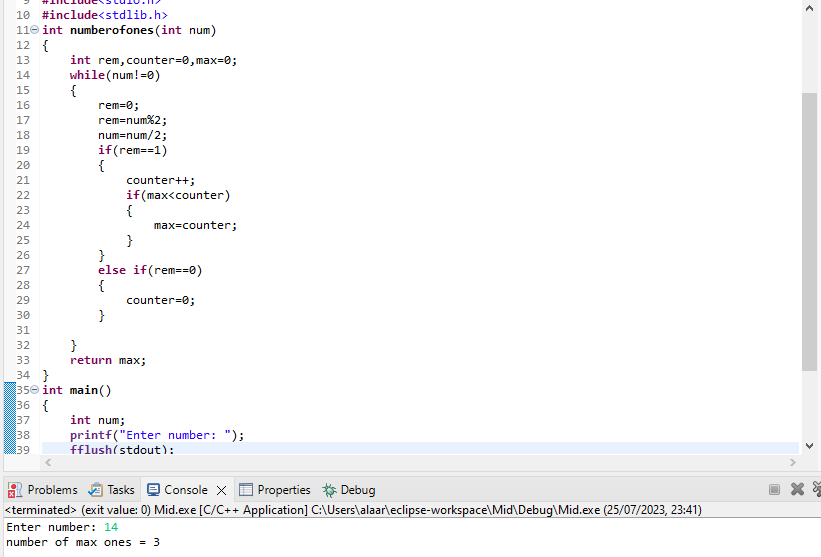 9 #include<stdio.h>
10 #include<stdlib.h>
11 int numberofones(int num)
12 {
13 int rem,counter=0,max=0;
14 while(num!=0)
15 {
16 rem=0;
17 rem=num%2;
18 num=num/2;
19 if(rem==1)
20 {
21 counter++;
22 if(max<counter)
23 {
24 max=counter;
25 }
26 }
27 else if(rem==0)
28 {
29 counter=0;
30 }
31
32 }
33 return max;
34 }
35 int main()
36 {
37 int num;
38 printf("Enter number: ");
39 fflush(stdout);
Problems Tasks Console Properties Debug
<terminated> (exit value: 0) Mid.exe [C/C++ Application] C:\Users\alaar\eclipse-workspace\Mid\Debug\Mid.exe (25/07/2023, 23:41)
Enter number: 14
number of max ones = 3